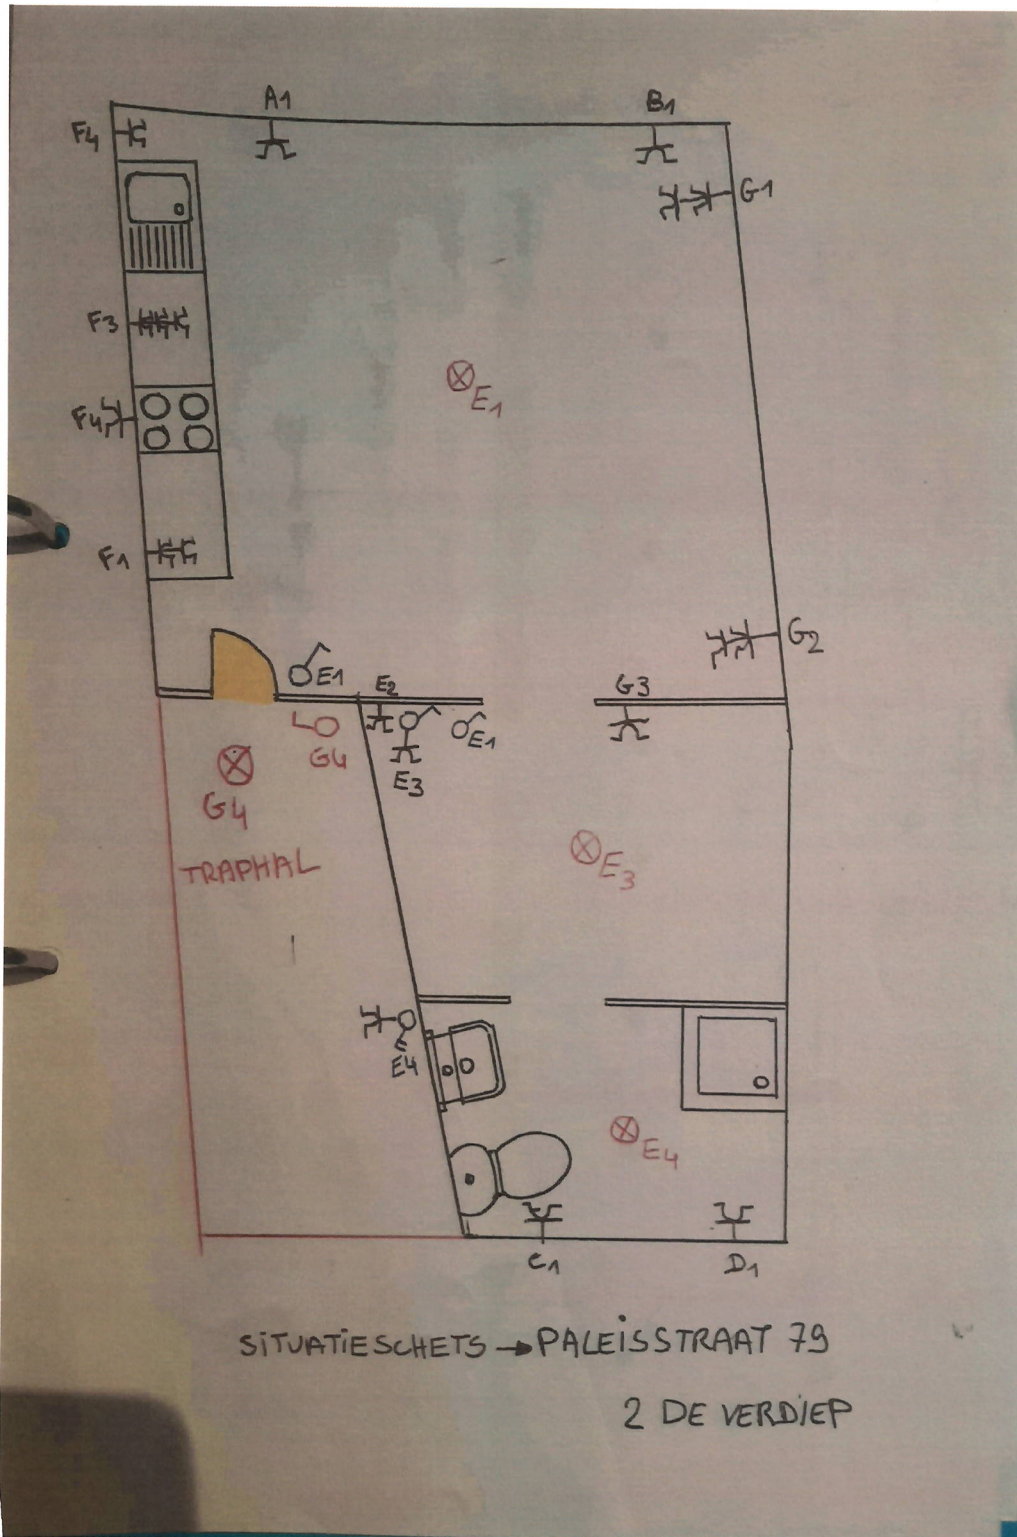 A1
B1
F4
G1
F3
E1
F4
F1
G2
E1
E2
G3
E1
G4
E3
G4
E3
TRAPHAL
E4
E4
C1
D1
SITUATIESCHETS → PALEISSTRAAT 79
2 DE VERDIEP